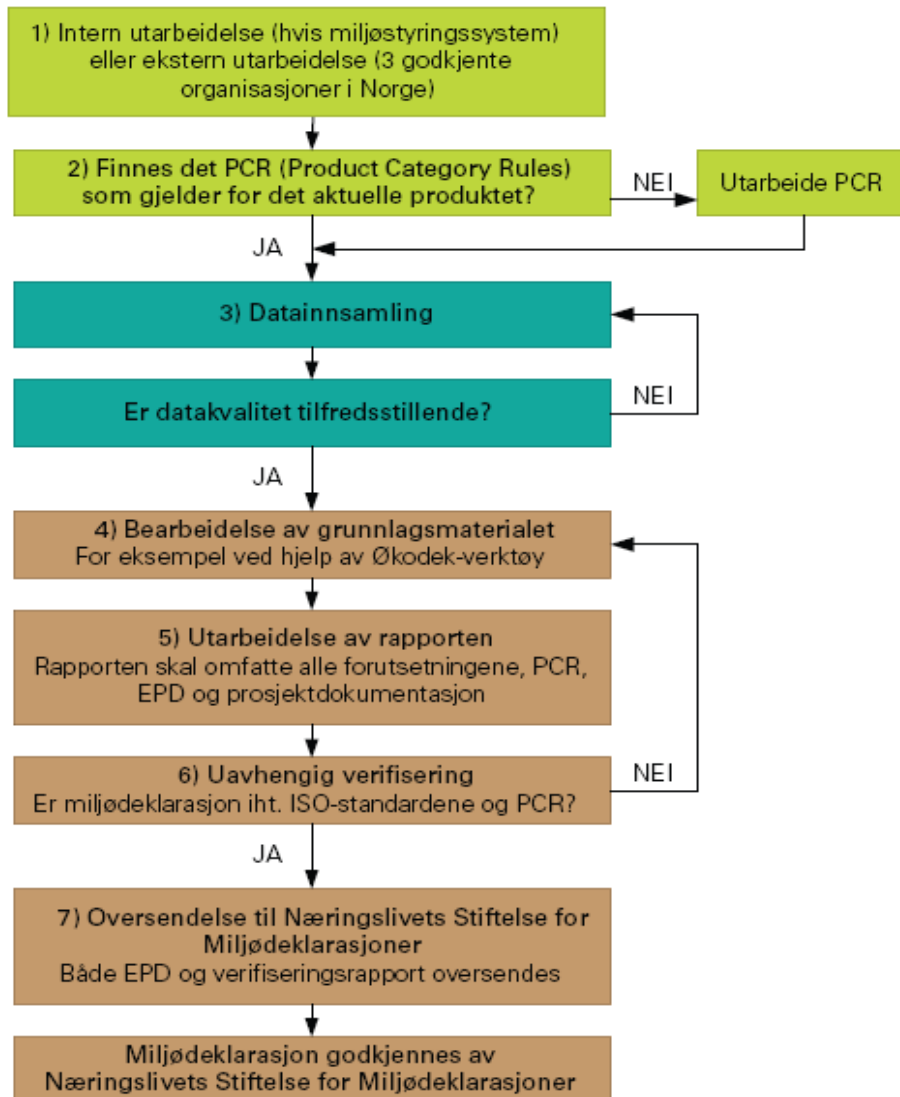 1) Intern utarbeidelse (hvis miljøstyringssystem)
eller ekstern utarbeidelse (3 godkjente
organisasjoner i Norge)
2) Finnes det PCR (Product Category Rules)
som gjelder for det aktuelle produktet?
NEI
Utarbeide PCR
JA
3) Datainnsamling
Er datakvalitet tilfredsstillende?
NEI
JA
4) Bearbeidelse av grunnlagsmaterialet
For eksempel ved hjelp av Økodek-verktøy
5) Utarbeidelse av rapporten
Rapporten skal omfatte alle forutsetningene, PCR,
EPD og prosjektdokumentasjon
6) Uavhengig verifisering
Er miljødeklarasjon iht. ISO-standardene og PCR?
NEI
JA
7) Oversendelse til Næringslivets Stiftelse for
Miljødeklarasjoner
Både EPD og verifiseringsrapport oversendes
Miljødeklarasjon godkjennes av
Næringslivets Stiftelse for Miljødeklarasjoner